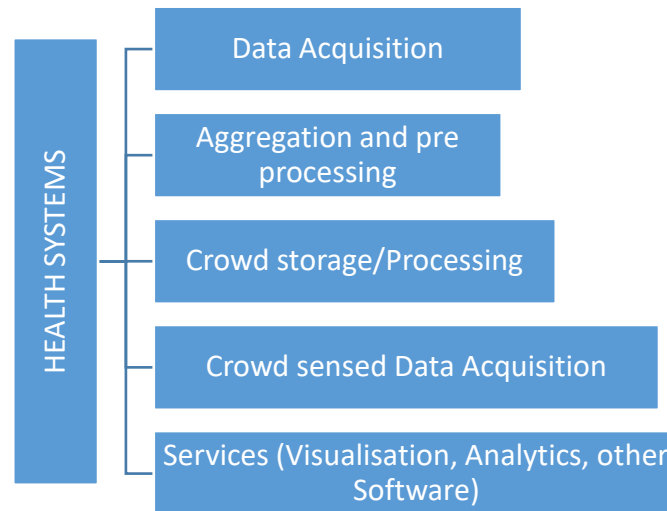 HEALTH SYSTEMS
Data Acquisition
Aggregation and pre
processing
Crowd storage/Processing
Crowd sensed Data Acquisition
Services (Visualisation, Analytics, other
Software)